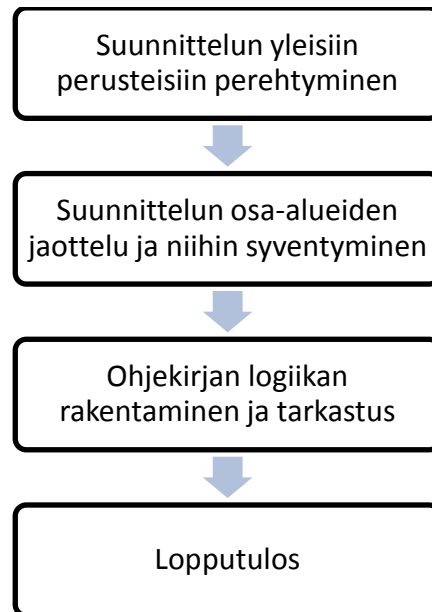 Suunnittelun yleisiin
perusteisiin perehtyminen
Suunnittelun osa-alueiden
jaottelu ja niihin syventyminen
Ohjekirjan logiikan
rakentaminen ja tarkastus
Lopputulos